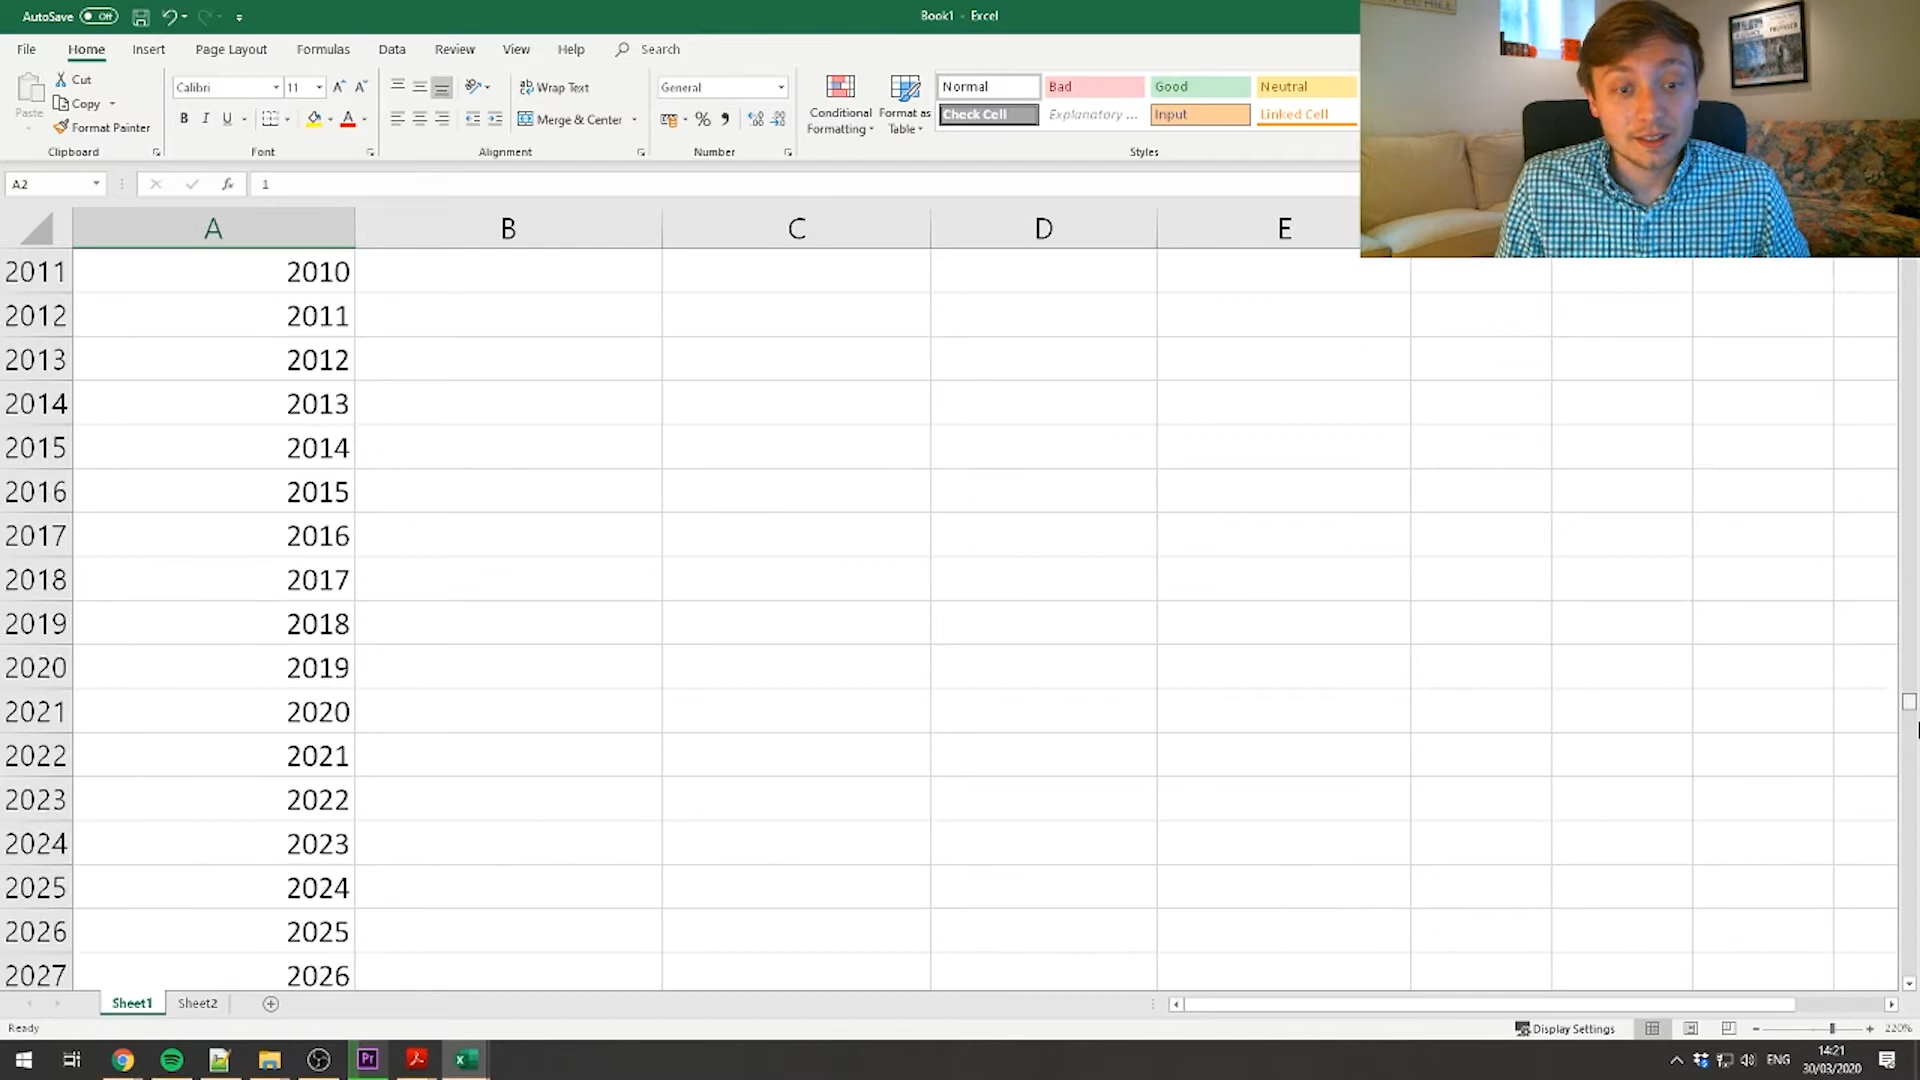 AutoSave Off
Book1 - Excel
File Home Insert Page Layout Formulas Data Review View Help Search
Paste
Cut
Copy
Format Painter
Clipboard
Calibri 11
B I U
Font
Wrap Text
Merge & Center
Alignment
General
%
Number
Conditional Formatting
Format as Table
Normal Bad Good Neutral
Check Cell Explanatory ... Input Linked Cell
Styles
A2 fx 1
A B C D E
2011 2010
2012 2011
2013 2012
2014 2013
2015 2014
2016 2015
2017 2016
2018 2017
2019 2018
2020 2019
2021 2020
2022 2021
2023 2022
2024 2023
2025 2024
2026 2025
2027 2026
Sheet1 Sheet2
Ready
Display Settings
220%
Pr
ENG
14:21
30/03/2020